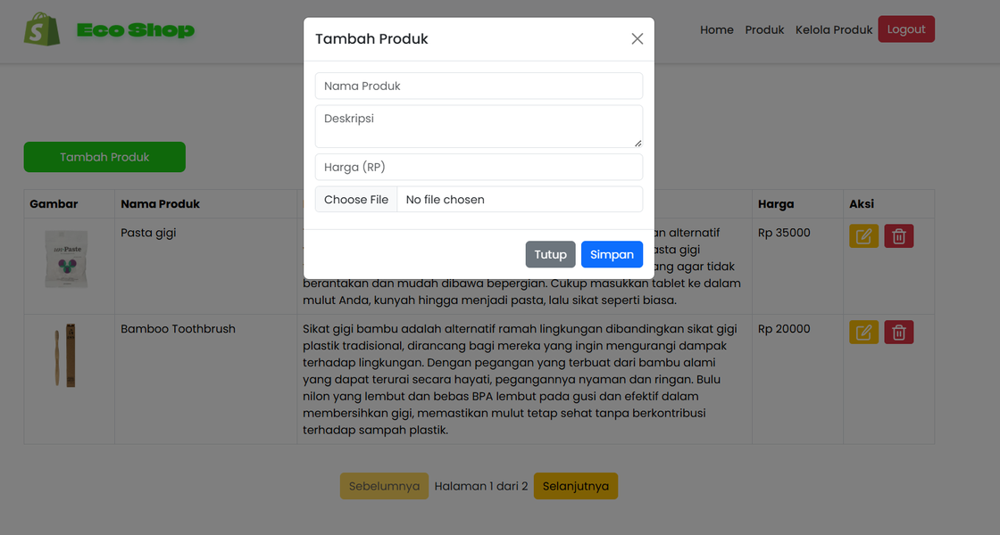 Eco Shop
Home Produk Kelola Produk Logout
Tambah Produk
Nama Produk
Deskripsi
Harga (RP)
Choose File No file chosen
Tutup Simpan
Tambah Produk
Gambar Nama Produk Harga Aksi
Pasta gigi
an alternatif
asta gigi
ang agar tidak
berantakan dan mudah dibawa bepergian. Cukup masukkan tablet ke dalam
mulut Anda, kunyah hingga menjadi pasta, lalu sikat seperti biasa.
Rp 35000
Paste
Bamboo Toothbrush
Sikat gigi bambu adalah alternatif ramah lingkungan dibandingkan sikat gigi
plastik tradisional, dirancang bagi mereka yang ingin mengurangi dampak
terhadap lingkungan. Dengan pegangan yang terbuat dari bambu alami
yang dapat terurai secara hayati, pegangannya nyaman dan ringan. Bulu
nilon yang lembut dan bebas BPA lembut pada gusi dan efektif dalam
membersihkan gigi, memastikan mulut tetap sehat tanpa berkontribusi
terhadap sampah plastik.
Rp 20000
Sebelumnya Halaman 1 dari 2 Selanjutnya